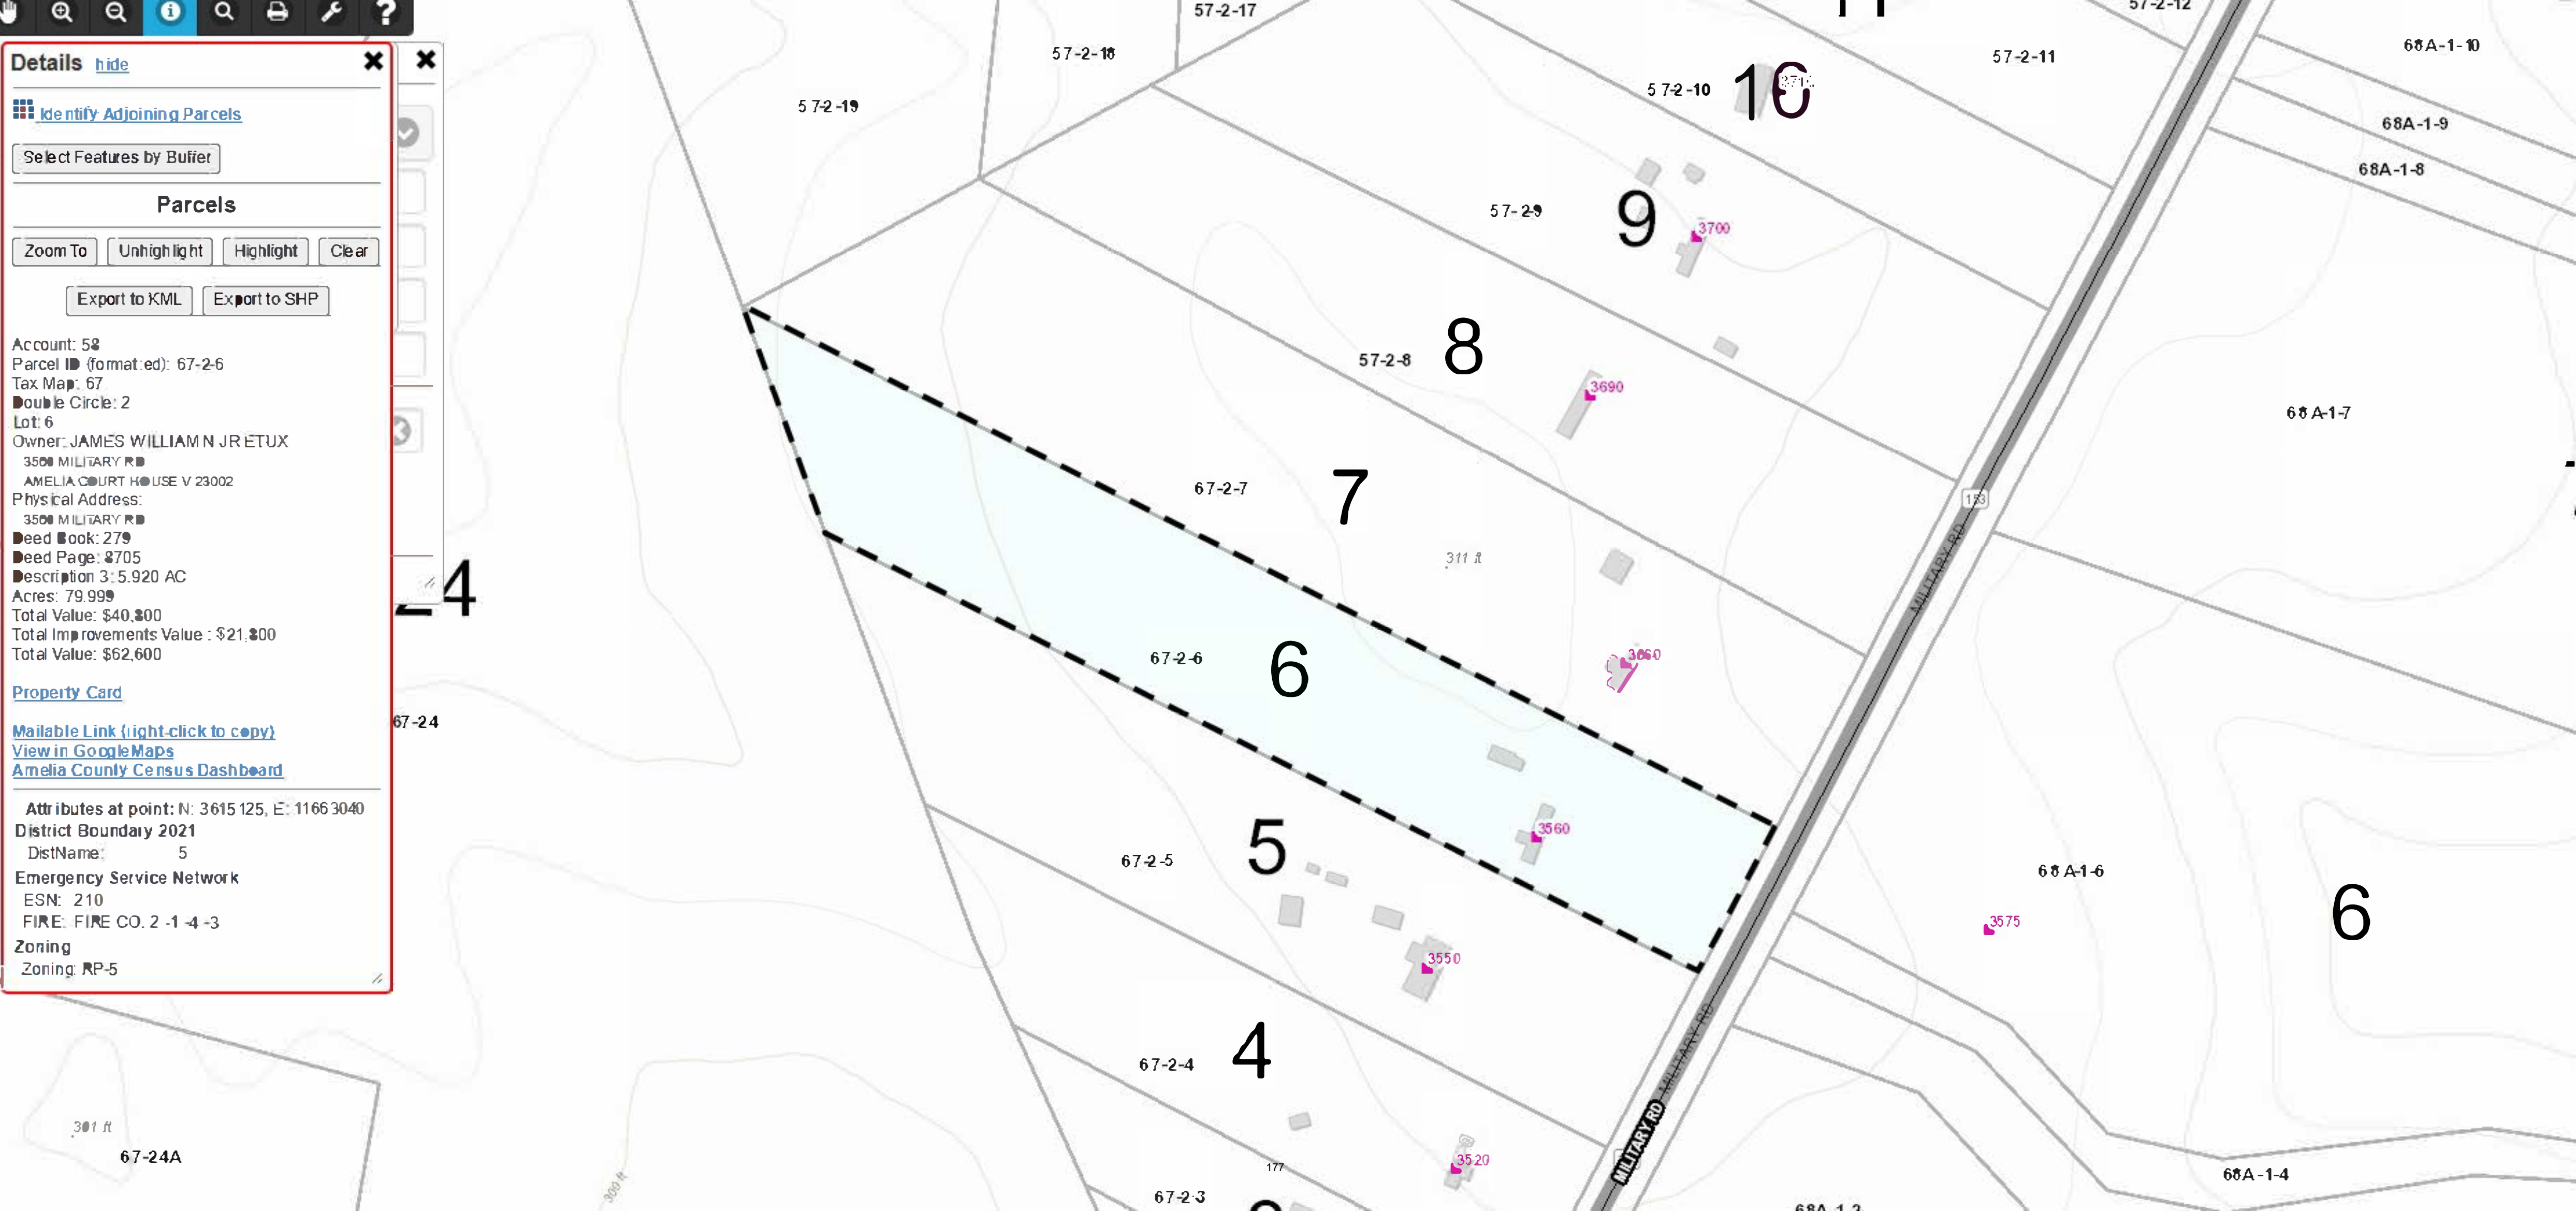 Details hide
Identify Adjoining Parcels
Select Features by Buffer
Parcels
Zoom To Unhighlight Highlight Clear
Export to KML Export to SHP
Account: 58
Parcel ID (formatted): 67-2-6
Tax Map: 67
Double Circle: 2
Lot: 6
Owner: JAMES WILLIAM N JR ETUX
3560 MILITARY RD
AMELIA COURT HOUSE V 23002
Physical Address:
3560 MILITARY RD
Deed Book: 279
Deed Page: 8705
Description 3: 5.920 AC
Acres: 79.999
Total Value: $40,800
Total Improvements Value : $21,800
Total Value: $62,600
Property Card
Mailable Link (right-click to copy)
View in Google Maps
Amelia County Census Dashboard
Attributes at point: N: 3615125, E: 11663040
District Boundary 2021
DistName: 5
Emergency Service Network
ESN: 210
FIRE: FIRE CO. 2 -1 -4 -3
Zoning
Zoning: RP-5
24
67-24
301 ft
67-24A
300 ft
57-2-17
57-2-18
57-2-19
57-2-12
57-2-11
11
57-2-10
10
57-2-9
9
3700
57-2-8
8
3690
67-2-7
7
311 ft
3660
67-2-6
6
3560
67-2-5
5
3550
67-2-4
4
3520
177
67-2-3
153
MILITARY RD
MILITARY RD
MILITARY RD
68A-1-10
68A-1-9
68A-1-8
68A-1-7
68A-1-6
3575
6
68A-1-4